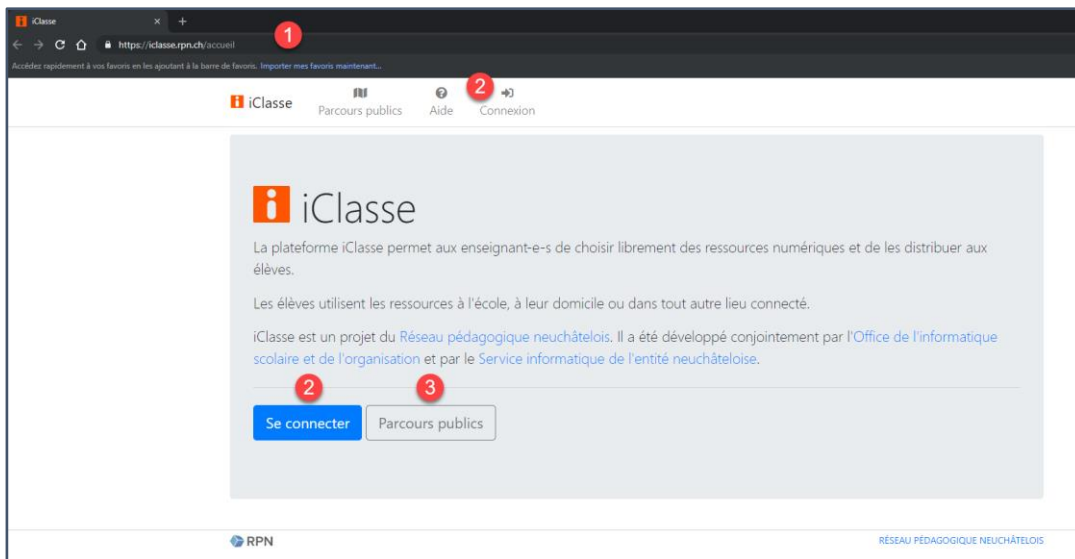 iClasse
https://iclasse.rpn.ch/accueil
1
Accédez rapidement à vos favoris en les ajoutant à la barre de favoris. Importer mes favoris maintenant...
2
iClasse Parcours publics Aide Connexion
iClasse
La plateforme iClasse permet aux enseignant-e-s de choisir librement des ressources numériques et de les distribuer aux
élèves.
Les élèves utilisent les ressources à l'école, à leur domicile ou dans tout autre lieu connecté.
iClasse est un projet du Réseau pédagogique neuchâtelois. Il a été développé conjointement par l'Office de l'informatique
scolaire et de l'organisation et par le Service informatique de l'entité neuchâteloise.
2 3
Se connecter Parcours publics
RPN RÉSEAU PÉDAGOGIQUE NEUCHÂTELOIS